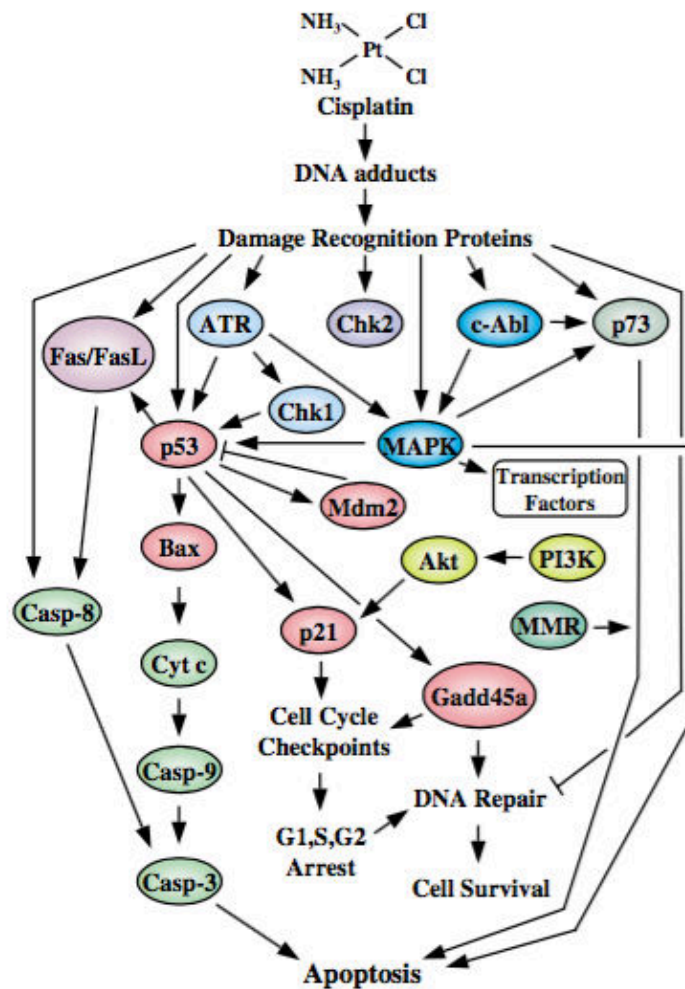 NH3 Cl
Pt
NH3 Cl
Cisplatin
DNA adducts
Damage Recognition Proteins
ATR
Chk2
c-Abl
p73
Fas/FasL
Chk1
p53
MAPK
Transcription
Factors
Mdm2
Bax
Akt
PI3K
Casp-8
p21
MMR
Cyt c
Gadd45a
Cell Cycle
Checkpoints
Casp-9
DNA Repair
G1,S,G2
Arrest
Casp-3
Cell Survival
Apoptosis